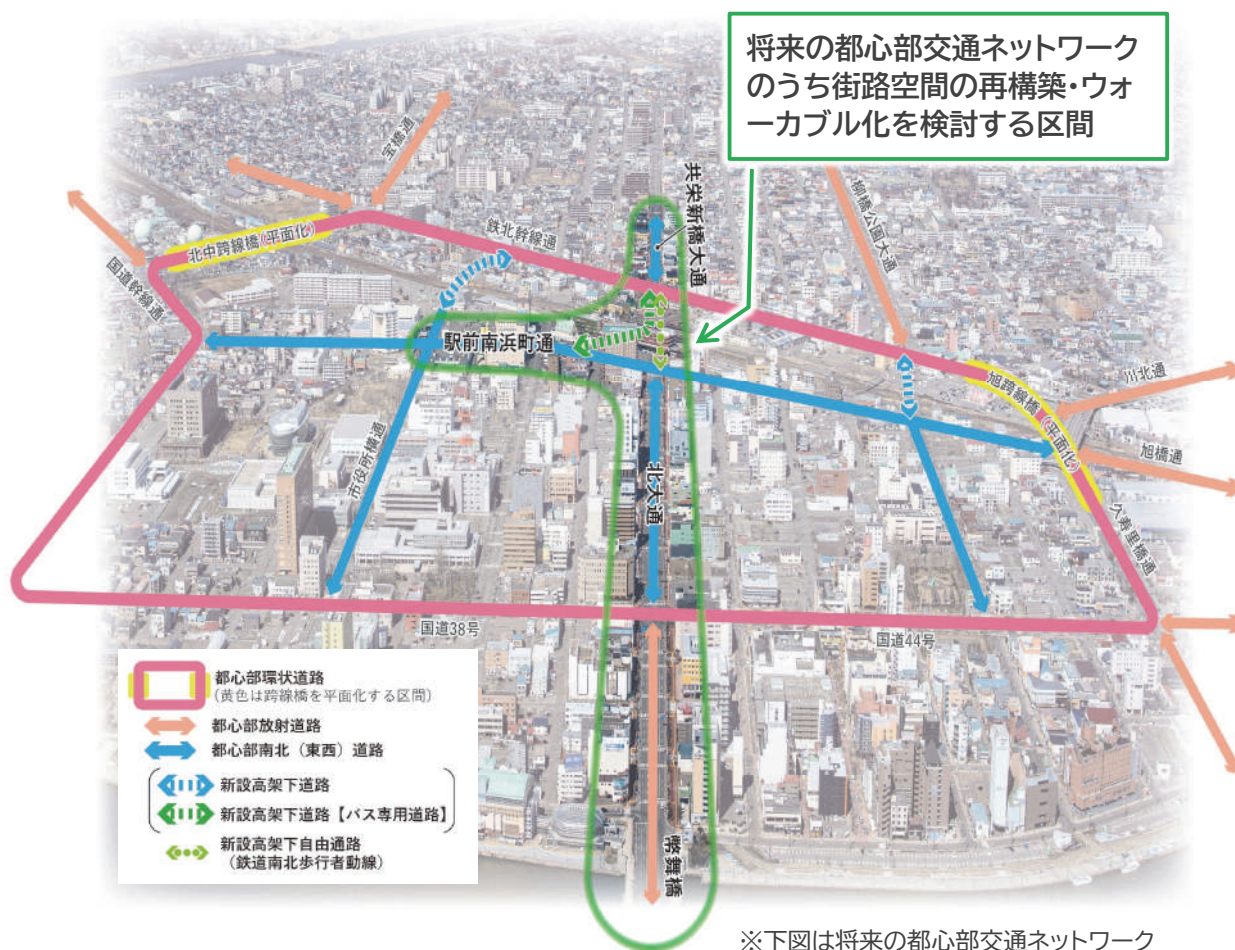 将来の都心部交通ネットワーク
のうち街路空間の再構築・ウォ
ーカブル化を検討する区間
宝橋通
共栄新橋大通
柳橋公園大通
北中跨線橋(平面化)
鉄北幹線通
国道幹線通
駅前南浜町通
旭跨線橋(平面化)
川北通
旭橋通
市役所横通
北大通
久寿里橋通
国道38号
国道44号
幣舞橋
都心部環状道路
(黄色は跨線橋を平面化する区間)
都心部放射道路
都心部南北(東西)道路
新設高架下道路
新設高架下道路【バス専用道路】
新設高架下自由通路
(鉄道南北歩行者動線)
※下図は将来の都心部交通ネットワーク